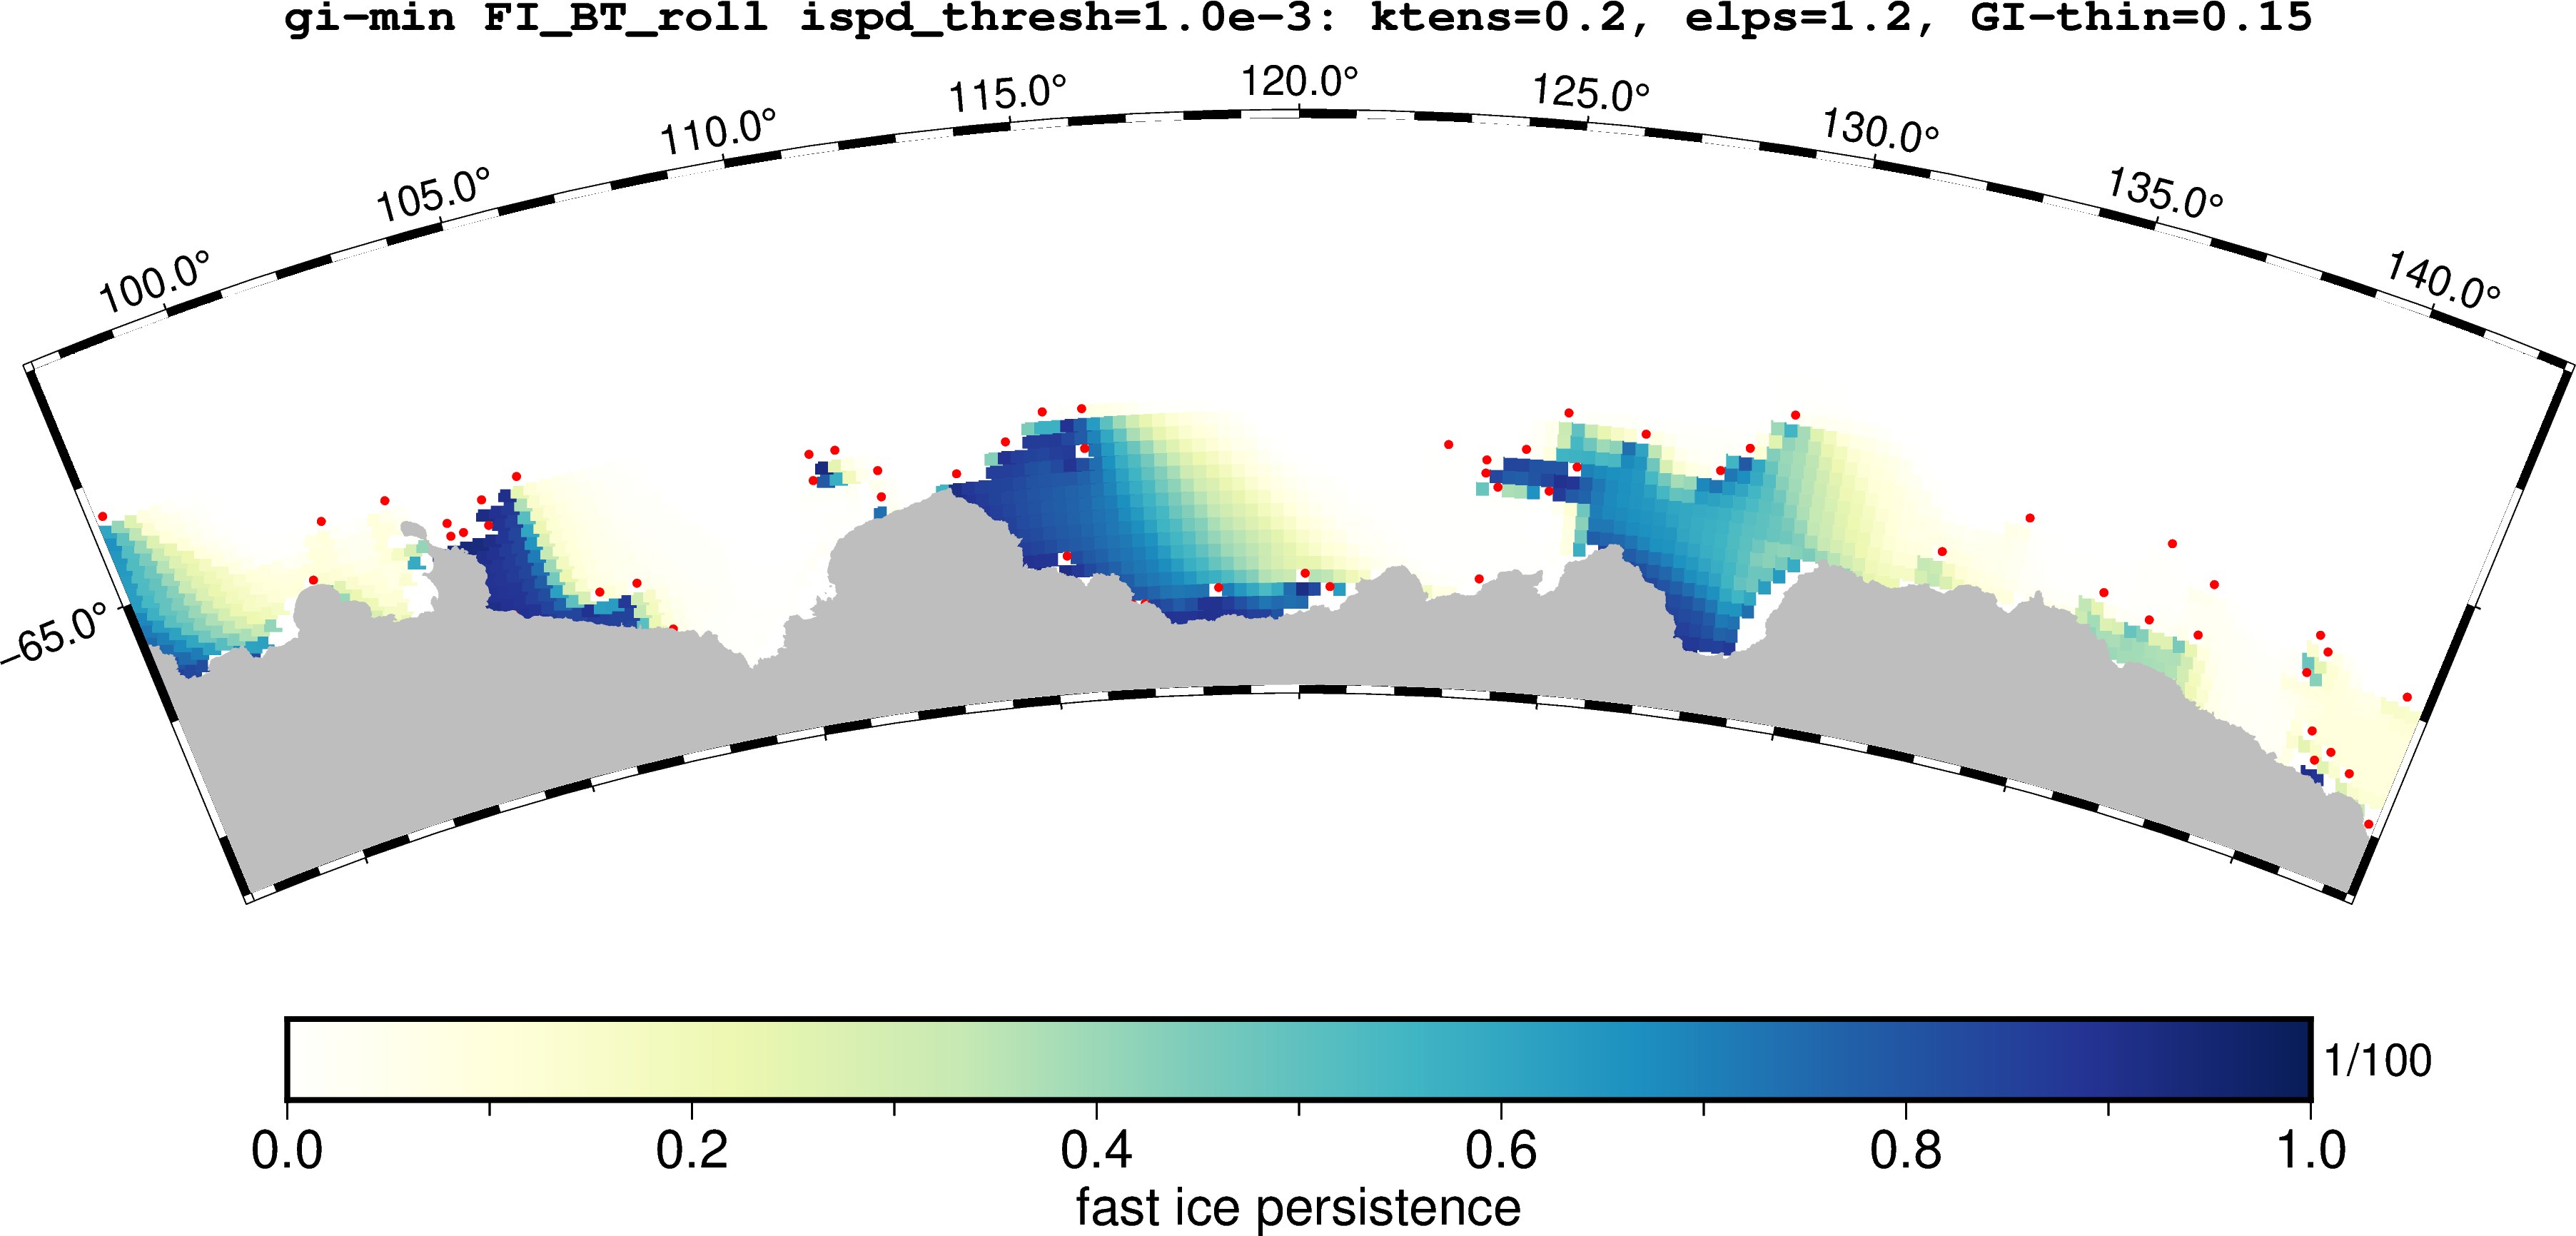 gi-min FI_BT_roll ispd_thresh=1.0e-3: ktens=0.2, elps=1.2, GI-thin=0.15
100.0° 105.0° 110.0° 115.0° 120.0° 125.0° 130.0° 135.0° 140.0°
-65.0°
1/100
0.0 0.2 0.4 0.6 0.8 1.0
fast ice persistence